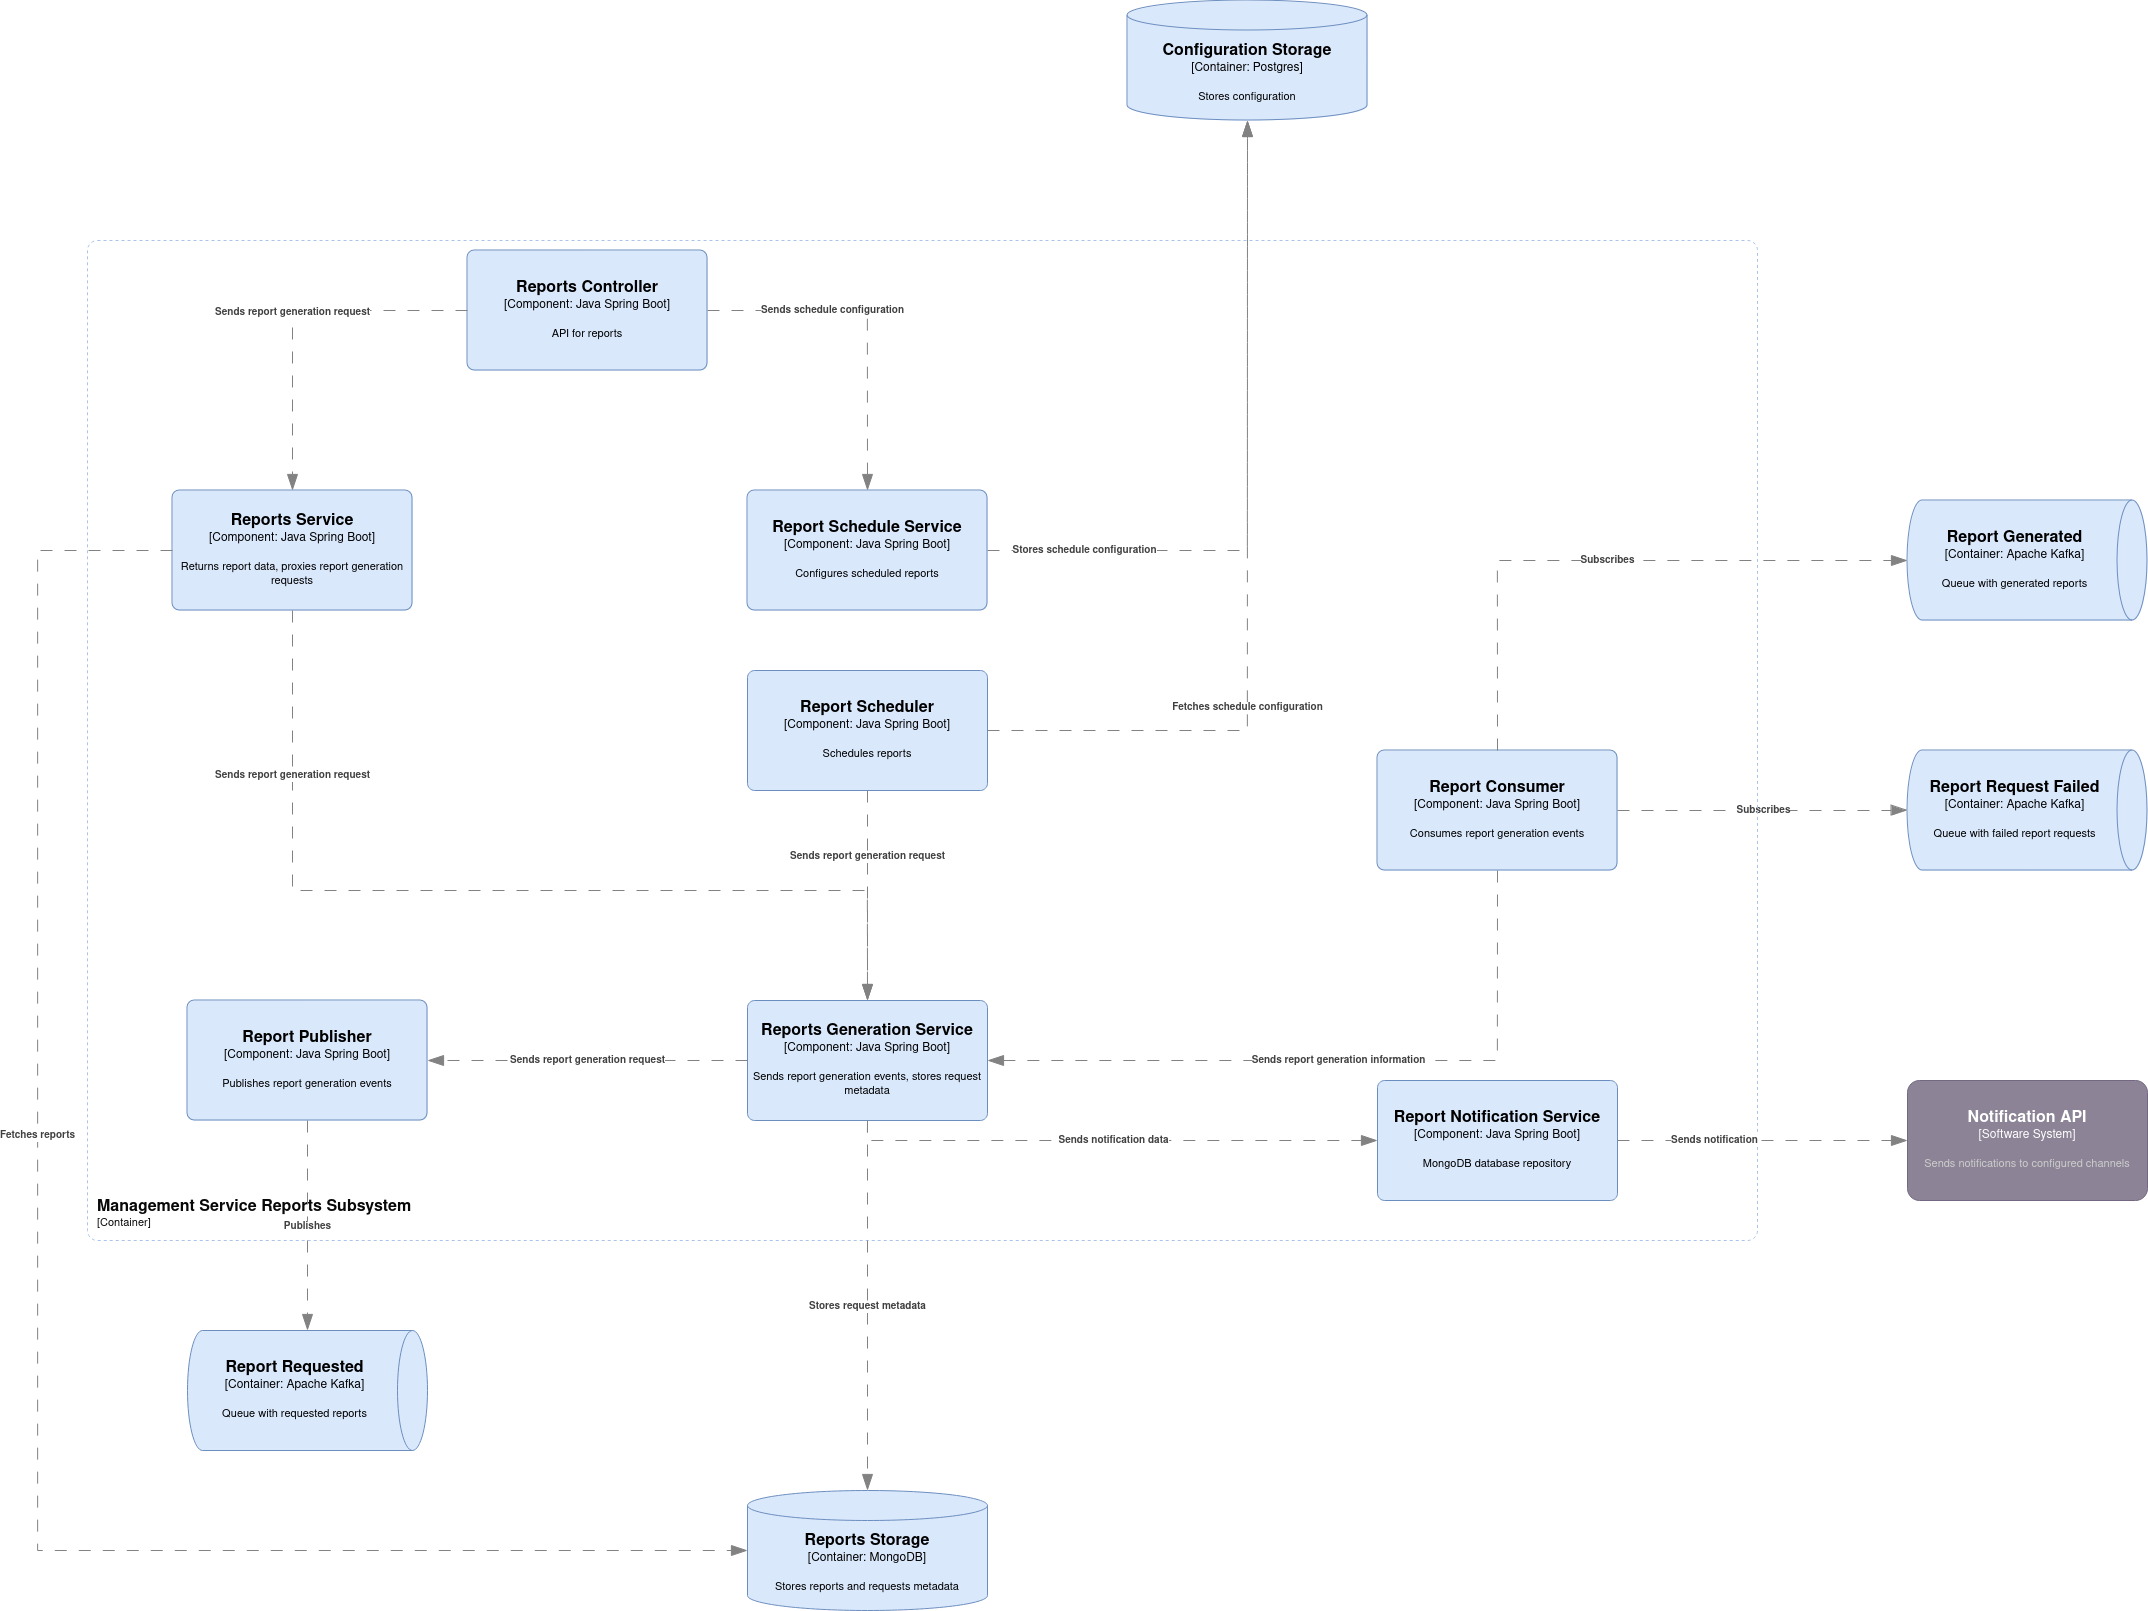 Configuration Storage
[Container: Postgres]
Stores configuration
Reports Controller
[Component: Java Spring Boot]
API for reports
Sends report generation request
Sends schedule configuration
Reports Service
[Component: Java Spring Boot]
Returns report data, proxies report generation
requests
Report Schedule Service
[Component: Java Spring Boot]
Configures scheduled reports
Stores schedule configuration
Subscribes
Report Generated
[Container: Apache Kafka]
Queue with generated reports
Report Scheduler
[Component: Java Spring Boot]
Schedules reports
Fetches schedule configuration
Sends report generation request
Report Consumer
[Component: Java Spring Boot]
Consumes report generation events
Subscribes
Report Request Failed
[Container: Apache Kafka]
Queue with failed report requests
Sends report generation request
Report Publisher
[Component: Java Spring Boot]
Publishes report generation events
Sends report generation request
Reports Generation Service
[Component: Java Spring Boot]
Sends report generation events, stores request
metadata
Sends report generation information
Fetches reports
Sends notification data
Report Notification Service
[Component: Java Spring Boot]
MongoDB database repository
Sends notification
Notification API
[Software System]
Sends notifications to configured channels
Management Service Reports Subsystem
[Container]
Publishes
Stores request metadata
Report Requested
[Container: Apache Kafka]
Queue with requested reports
Reports Storage
[Container: MongoDB]
Stores reports and requests metadata